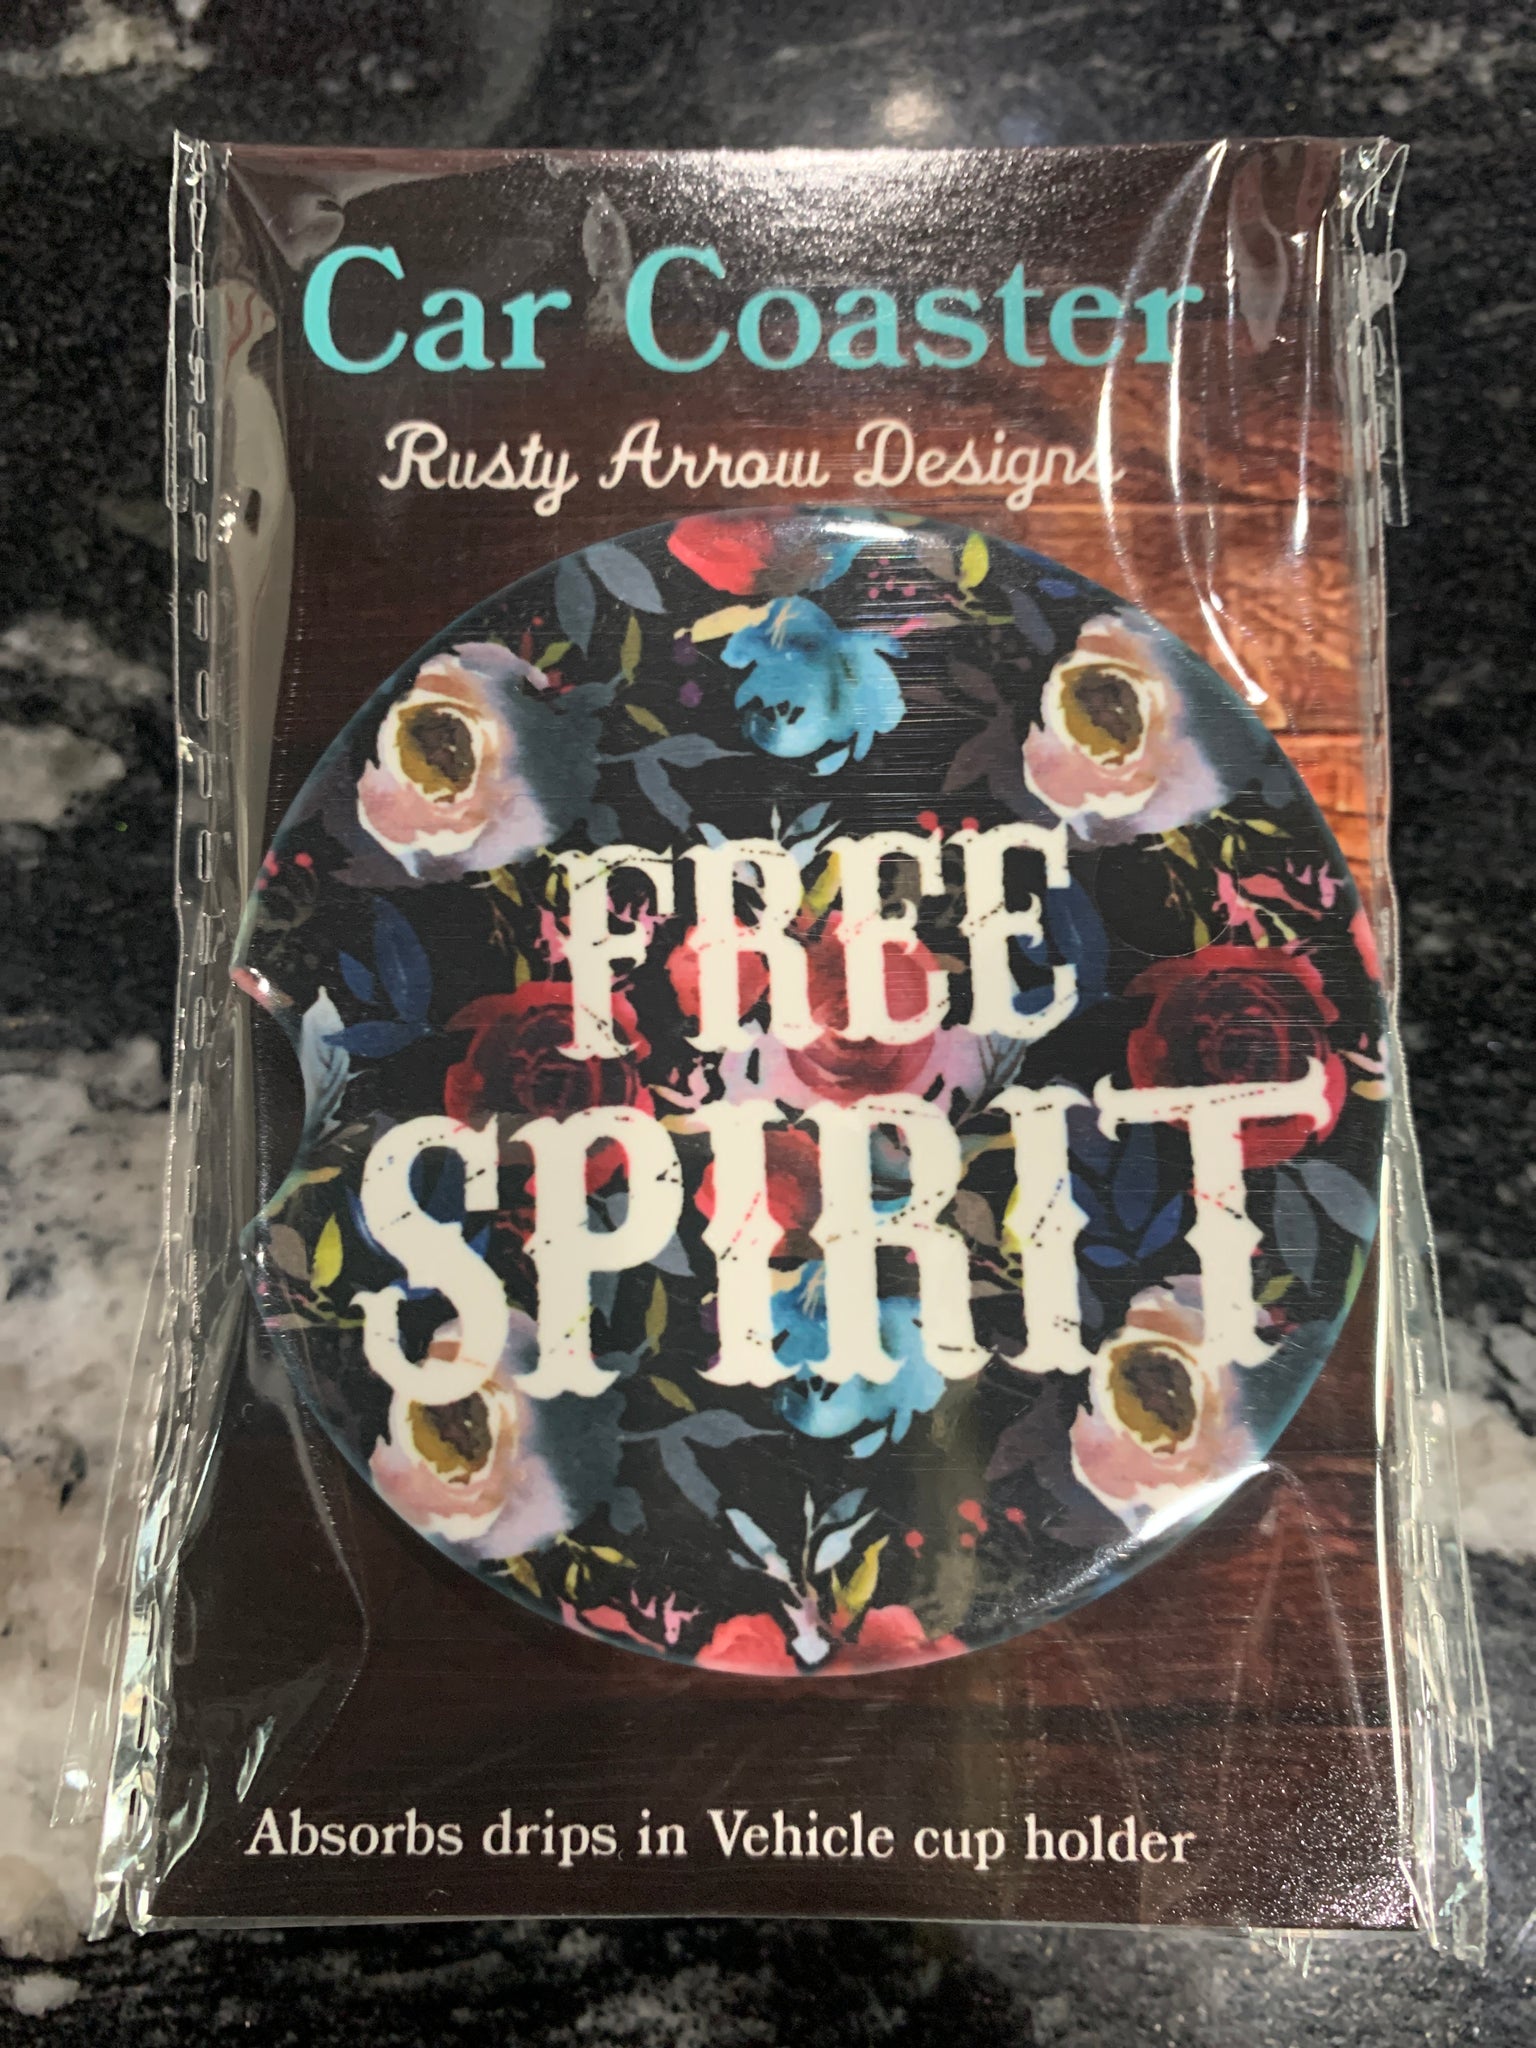 Car Coaster
Rusty Arrow Designs
FREE
SPIRIT
Absorbs drips in Vehicle cup holder